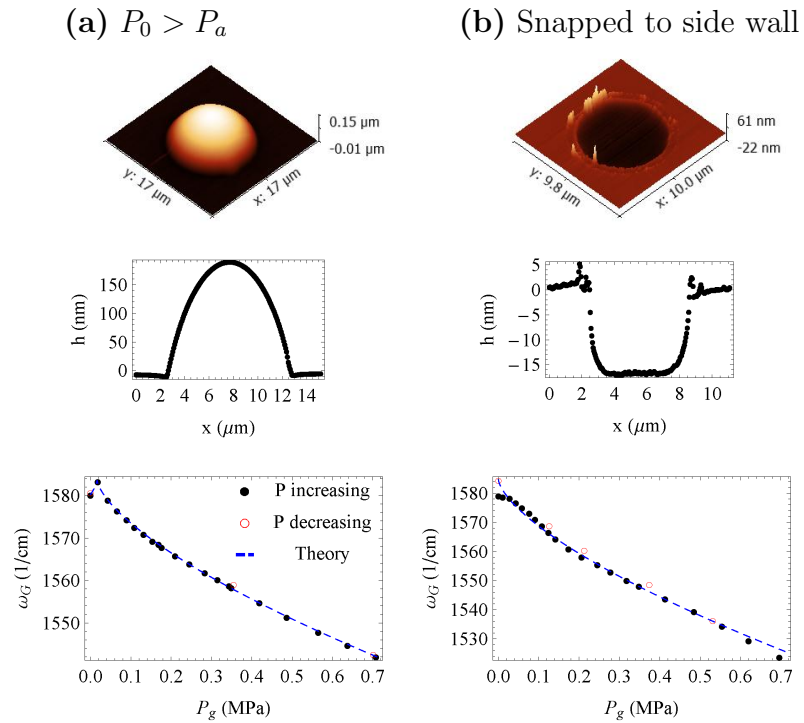 (a) P₀ > Pₐ
(b) Snapped to side wall
0.15 µm
-0.01 µm
y: 17 µm
x: 17 µm
61 nm
-22 nm
y: 9.8 µm
x: 10.0 µm
h (nm)
150
100
50
0
0 2 4 6 8 10 12 14
x (µm)
h (nm)
5
0
−5
−10
−15
0 2 4 6 8 10
x (µm)
ω_G (1/cm)
1580
1570
1560
1550
P increasing
P decreasing
Theory
0.0 0.1 0.2 0.3 0.4 0.5 0.6 0.7
P_g (MPa)
ω_G (1/cm)
1580
1570
1560
1550
1540
1530
0.0 0.1 0.2 0.3 0.4 0.5 0.6 0.7
P_g (MPa)